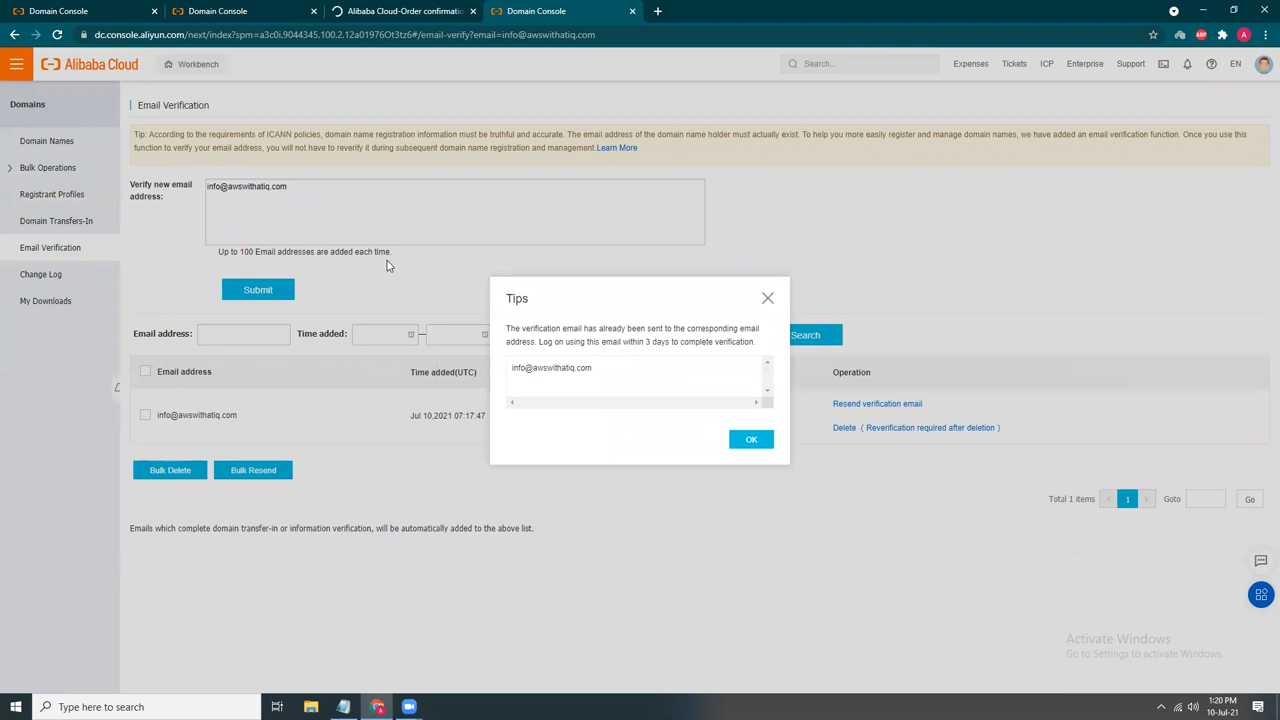 Domain Console
Domain Console
Alibaba Cloud-Order confirmation
Domain Console
dc.console.aliyun.com/next/index?spm=a3c0i.9044345.100.2.12a01976Ot3tz6#/email-verify?email=info@awswithatiq.com
A
Alibaba Cloud
Workbench
Search...
Expenses
Tickets
ICP
Enterprise
Support
EN
Domains
Domain Names
Bulk Operations
Registrant Profiles
Domain Transfers-In
Email Verification
Change Log
My Downloads
Email Verification
Tip: According to the requirements of ICANN policies, domain name registration information must be truthful and accurate. The email address of the domain name holder must actually exist. To help you more easily register and manage domain names, we have added an email verification function. Once you use this
function to verify your email address, you will not have to reverify it during subsequent domain name registration and management.Learn More
Verify new email
address:
info@awswithatiq.com
Up to 100 Email addresses are added each time.
Submit
Email address:
Time added:
Search
Email address
Time added(UTC)
Operation
info@awswithatiq.com
Jul 10,2021 07:17:47
Resend verification email
Delete （Reverification required after deletion ）
Bulk Delete
Bulk Resend
Total 1 items
1
Goto
Go
Emails which complete domain transfer-in or information verification, will be automatically added to the above list.
Tips
The verification email has already been sent to the corresponding email
address. Log on using this email within 3 days to complete verification.
info@awswithatiq.com
OK
Activate Windows
Go to Settings to activate Windows.
Type here to search
1:20 PM
10-Jul-21